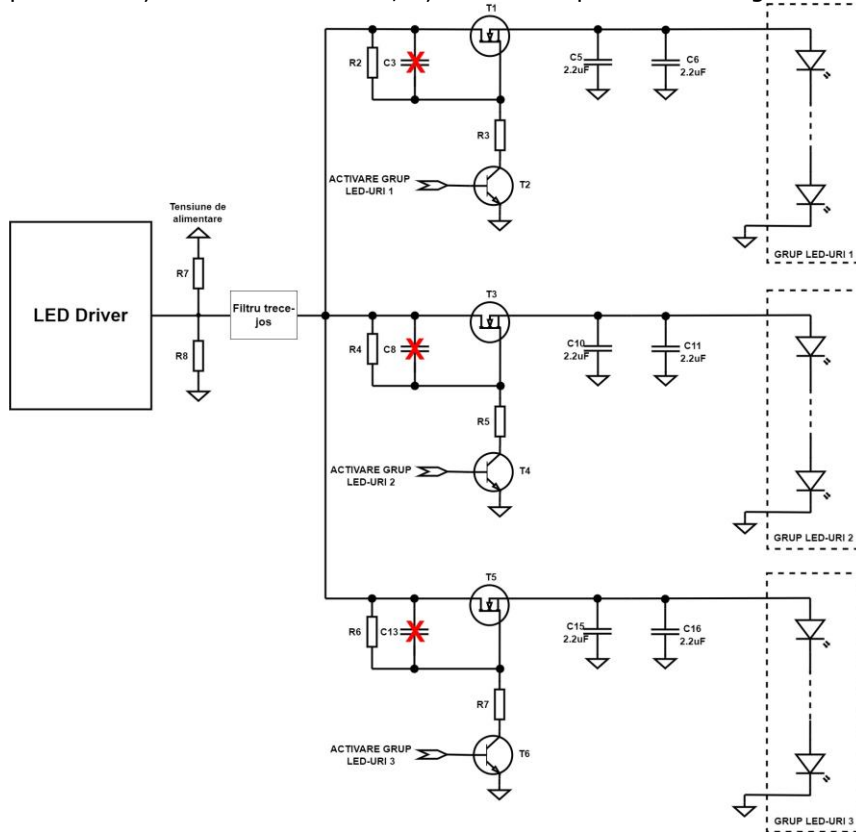 T1
R2
C3
C5
2.2uF
C6
2.2uF
R3
ACTIVARE GRUP
LED-URI 1
T2
GRUP LED-URI 1
Tensiune de
alimentare
R7
LED Driver
Filtru trece-
jos
R8
T3
R4
C8
C10
2.2uF
C11
2.2uF
R5
ACTIVARE GRUP
LED-URI 2
T4
GRUP LED-URI 2
T5
R6
C13
C15
2.2uF
C16
2.2uF
R7
ACTIVARE GRUP
LED-URI 3
T6
GRUP LED-URI 3